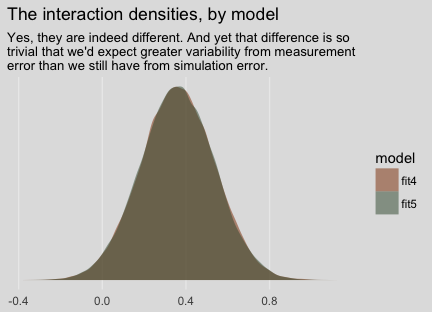 The interaction densities, by model
Yes, they are indeed different. And yet that difference is so
trivial that we'd expect greater variability from measurement
error than we still have from simulation error.
model
fit4
fit5
-0.4 0.0 0.4 0.8